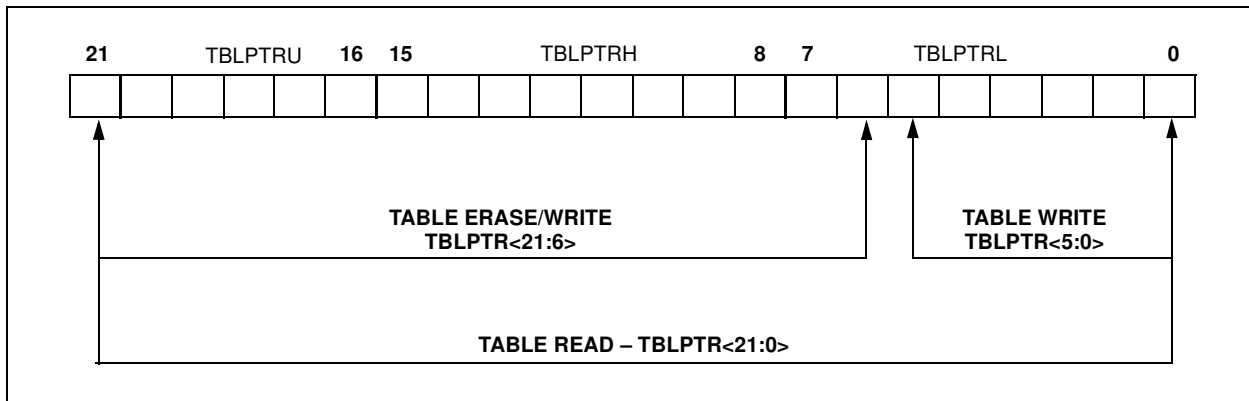 21 TBLPTRU 16 15 TBLPTRH 8 7 TBLPTRL 0
TABLE ERASE/WRITE
TBLPTR<21:6>
TABLE WRITE
TBLPTR<5:0>
TABLE READ – TBLPTR<21:0>